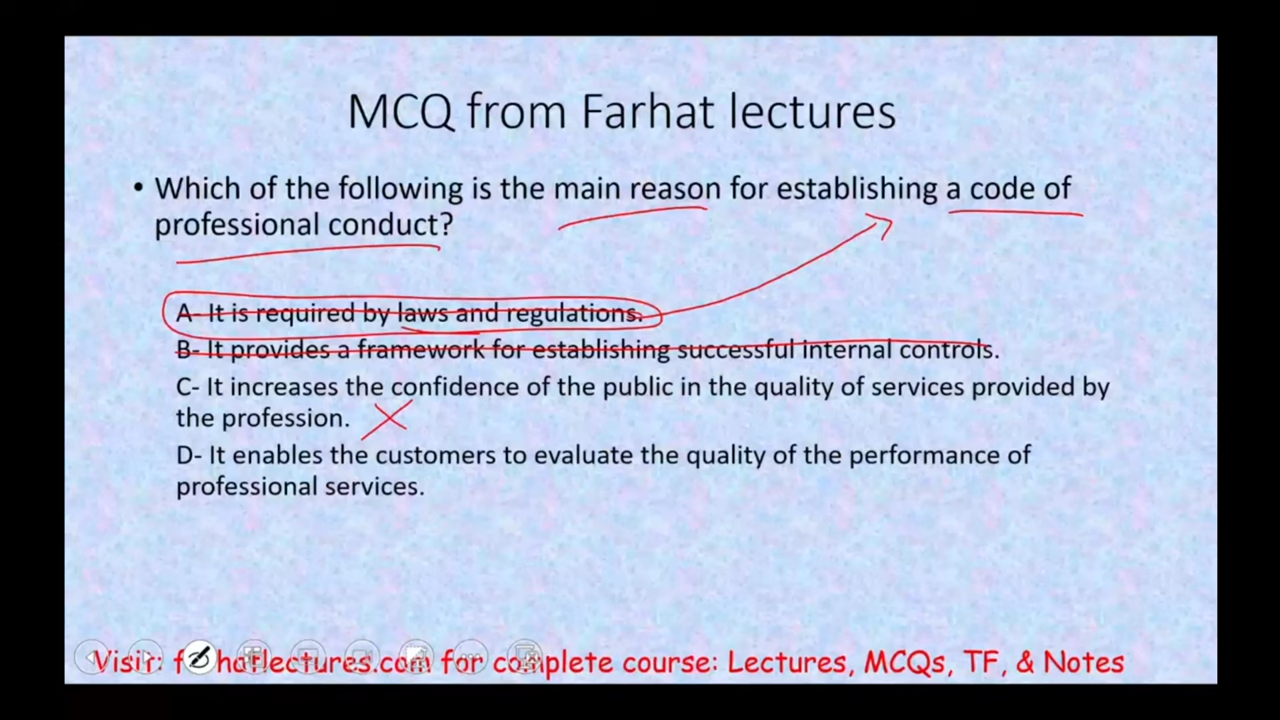 MCQ from Farhat lectures
• Which of the following is the main reason for establishing a code of
professional conduct?
A- It is required by laws and regulations.
B- It provides a framework for establishing successful internal controls.
C- It increases the confidence of the public in the quality of services provided by
the profession.
D- It enables the customers to evaluate the quality of the performance of
professional services.
Visit: farhatlectures.com for complete course: Lectures, MCQs, TF, & Notes